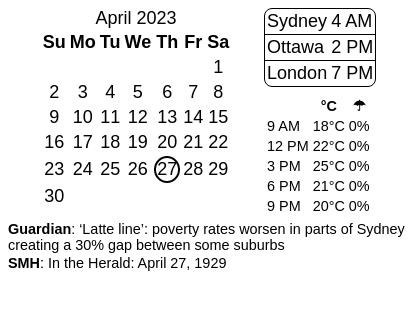 April 2023
Su Mo Tu We Th Fr Sa
1
2 3 4 5 6 7 8
9 10 11 12 13 14 15
16 17 18 19 20 21 22
23 24 25 26 27 28 29
30
Sydney 4 AM
Ottawa 2 PM
London 7 PM
°C ☂
9 AM 18°C 0%
12 PM 22°C 0%
3 PM 25°C 0%
6 PM 21°C 0%
9 PM 20°C 0%
Guardian: ‘Latte line’: poverty rates worsen in parts of Sydney
creating a 30% gap between some suburbs
SMH: In the Herald: April 27, 1929